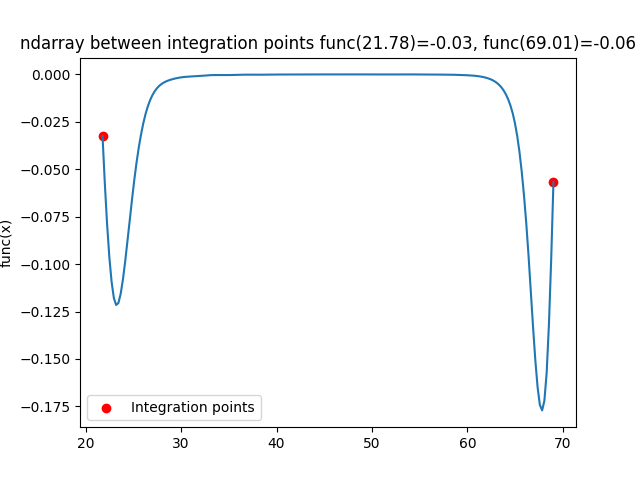 ndarray between integration points func(21.78)=-0.03, func(69.01)=-0.06
0.000
−0.025
−0.050
−0.075
−0.100
−0.125
−0.150
−0.175
func(x)
Integration points
20 30 40 50 60 70